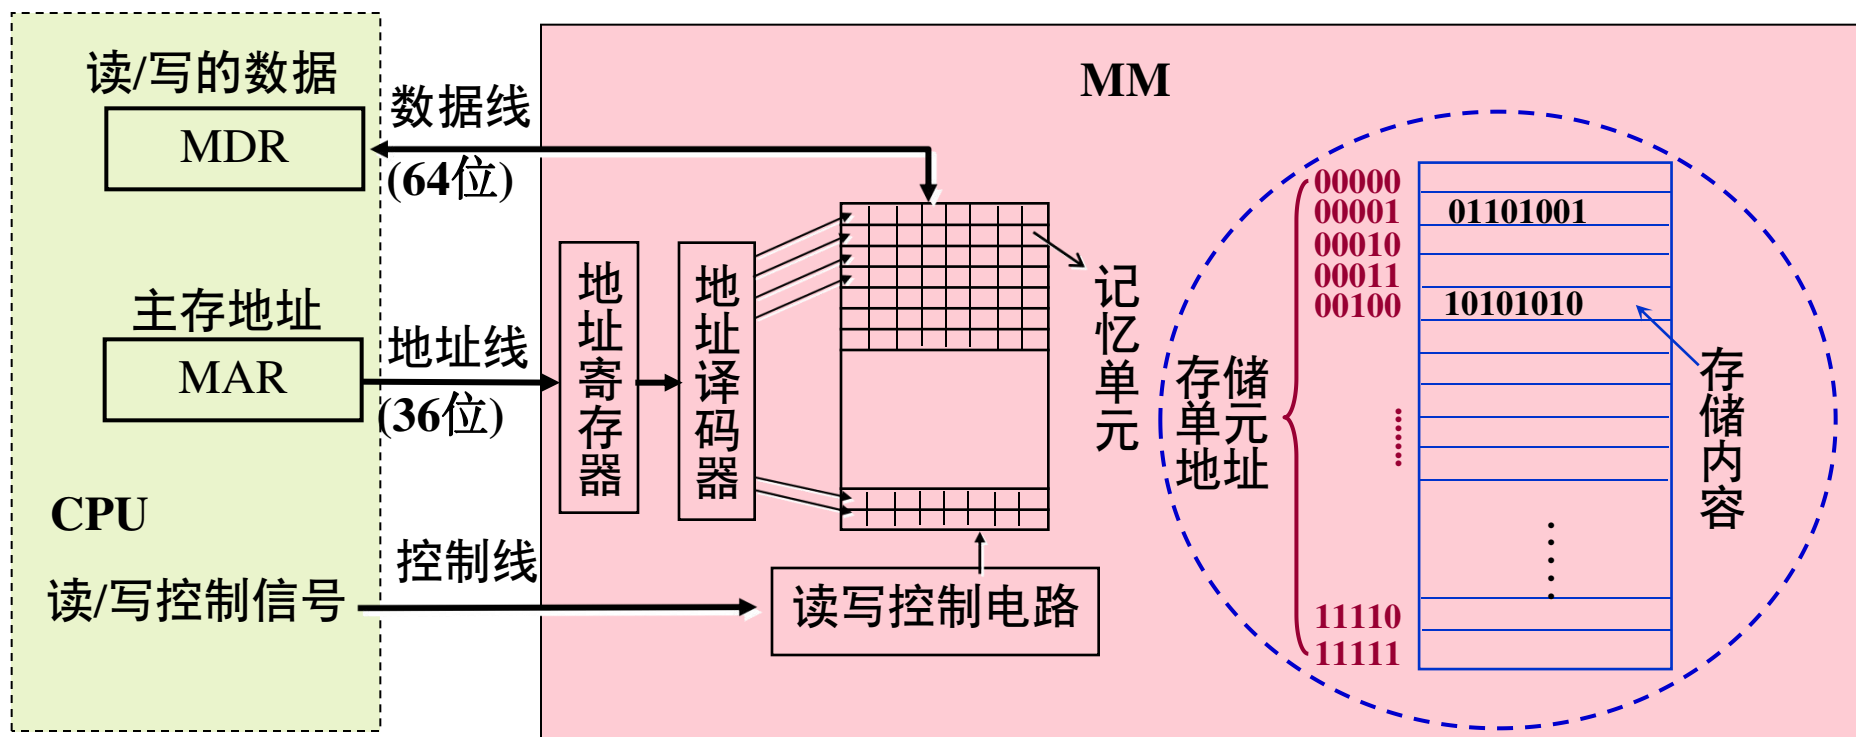 读/写的数据
MDR
数据线
(64位)
主存地址
MAR
地址线
(36位)
CPU
控制线
读/写控制信号
MM
地址寄存器
地址译码器
记忆单元
读写控制电路
存储
单元
地址
00000
00001
00010
00011
00100
11110
11111
01101001
10101010
存储内容